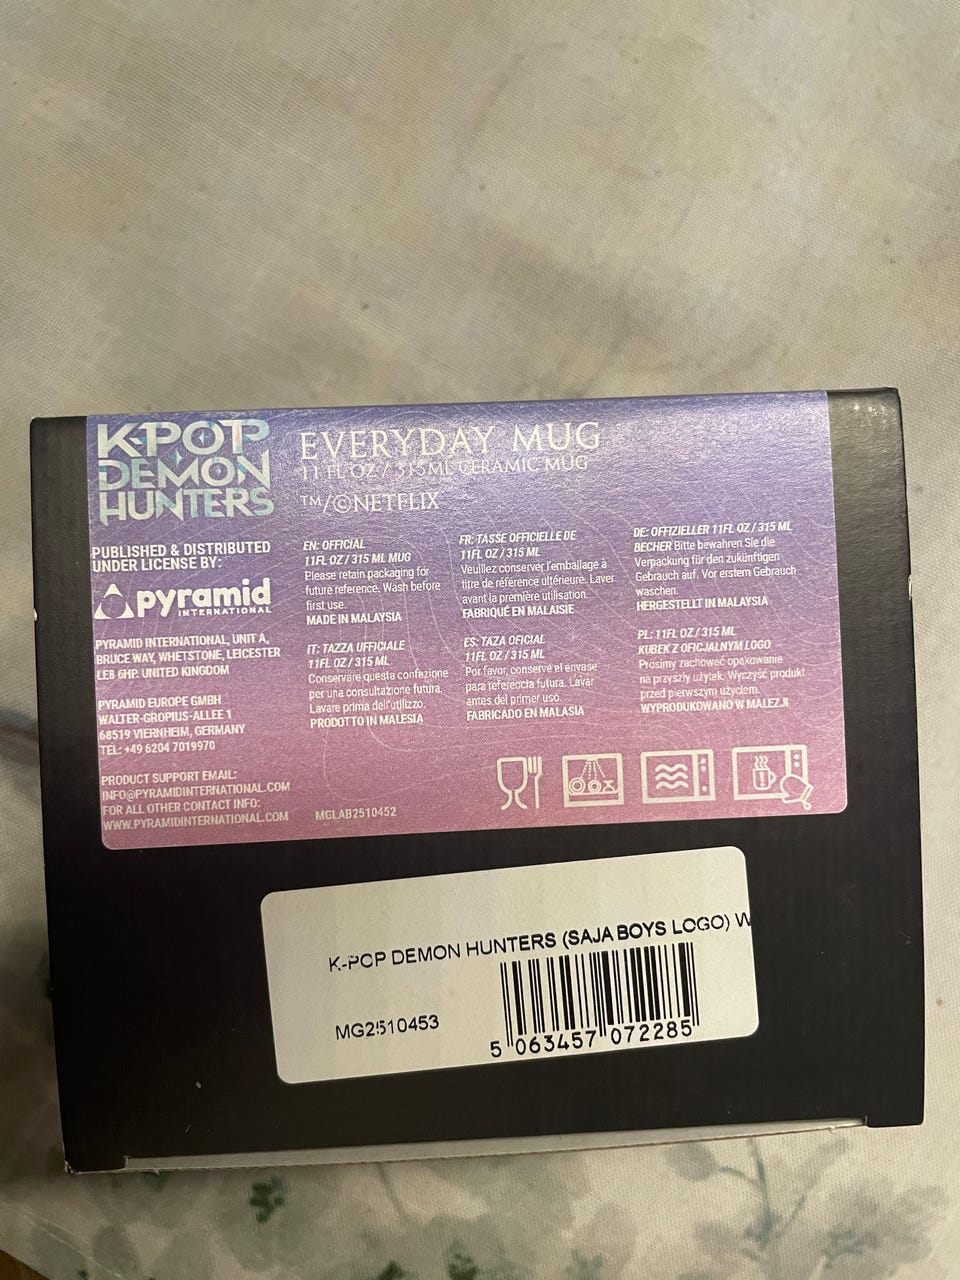 K-POP
DEMON
HUNTERS
EVERYDAY MUG
11 FL OZ / 315ML CERAMIC MUG
TM/©NETFLIX
PUBLISHED & DISTRIBUTED
UNDER LICENSE BY:
pyramid
INTERNATIONAL
PYRAMID INTERNATIONAL, UNIT A,
BRUCE WAY, WHETSTONE, LEICESTER
LE8 6HP. UNITED KINGDOM
PYRAMID EUROPE GMBH
WALTER-GROPIUS-ALLEE 1
68519 VIERNHEIM, GERMANY
TEL: +49 6204 7019970
PRODUCT SUPPORT EMAIL:
INFO@PYRAMIDINTERNATIONAL.COM
FOR ALL OTHER CONTACT INFO:
WWW.PYRAMIDINTERNATIONAL.COM
EN: OFFICIAL
11FL OZ / 315 ML MUG
Please retain packaging for
future reference. Wash before
first use.
MADE IN MALAYSIA
FR: TASSE OFFICIELLE DE
11FL OZ / 315 ML
Veuillez conserver l'emballage à
titre de référence ultérieure. Laver
avant la première utilisation.
FABRIQUÉ EN MALAISIE
DE: OFFIZIELLER 11FL OZ / 315 ML
BECHER Bitte bewahren Sie die
Verpackung für den zukünftigen
Gebrauch auf. Vor erstem Gebrauch
waschen.
HERGESTELLT IN MALAYSIA
IT: TAZZA UFFICIALE
11FL OZ / 315 ML
Conservare questa confezione
per una consultazione futura.
Lavare prima dell'utilizzo.
PRODOTTO IN MALESIA
ES: TAZA OFICIAL
11FL OZ / 315 ML
Por favor, conserve el envase
para referencia futura. Lavar
antes del primer uso.
FABRICADO EN MALASIA
PL: 11FL OZ / 315 ML
KUBEK Z OFICJALNYM LOGO
Prosimy zachować opakowanie
na przyszły użytek. Wyczyść produkt
przed pierwszym użyciem.
WYPRODUKOWANO W MALEZJI
MGLAB2510452
K-POP DEMON HUNTERS (SAJA BOYS LOGO) W
MG2510453
5 063457 072285